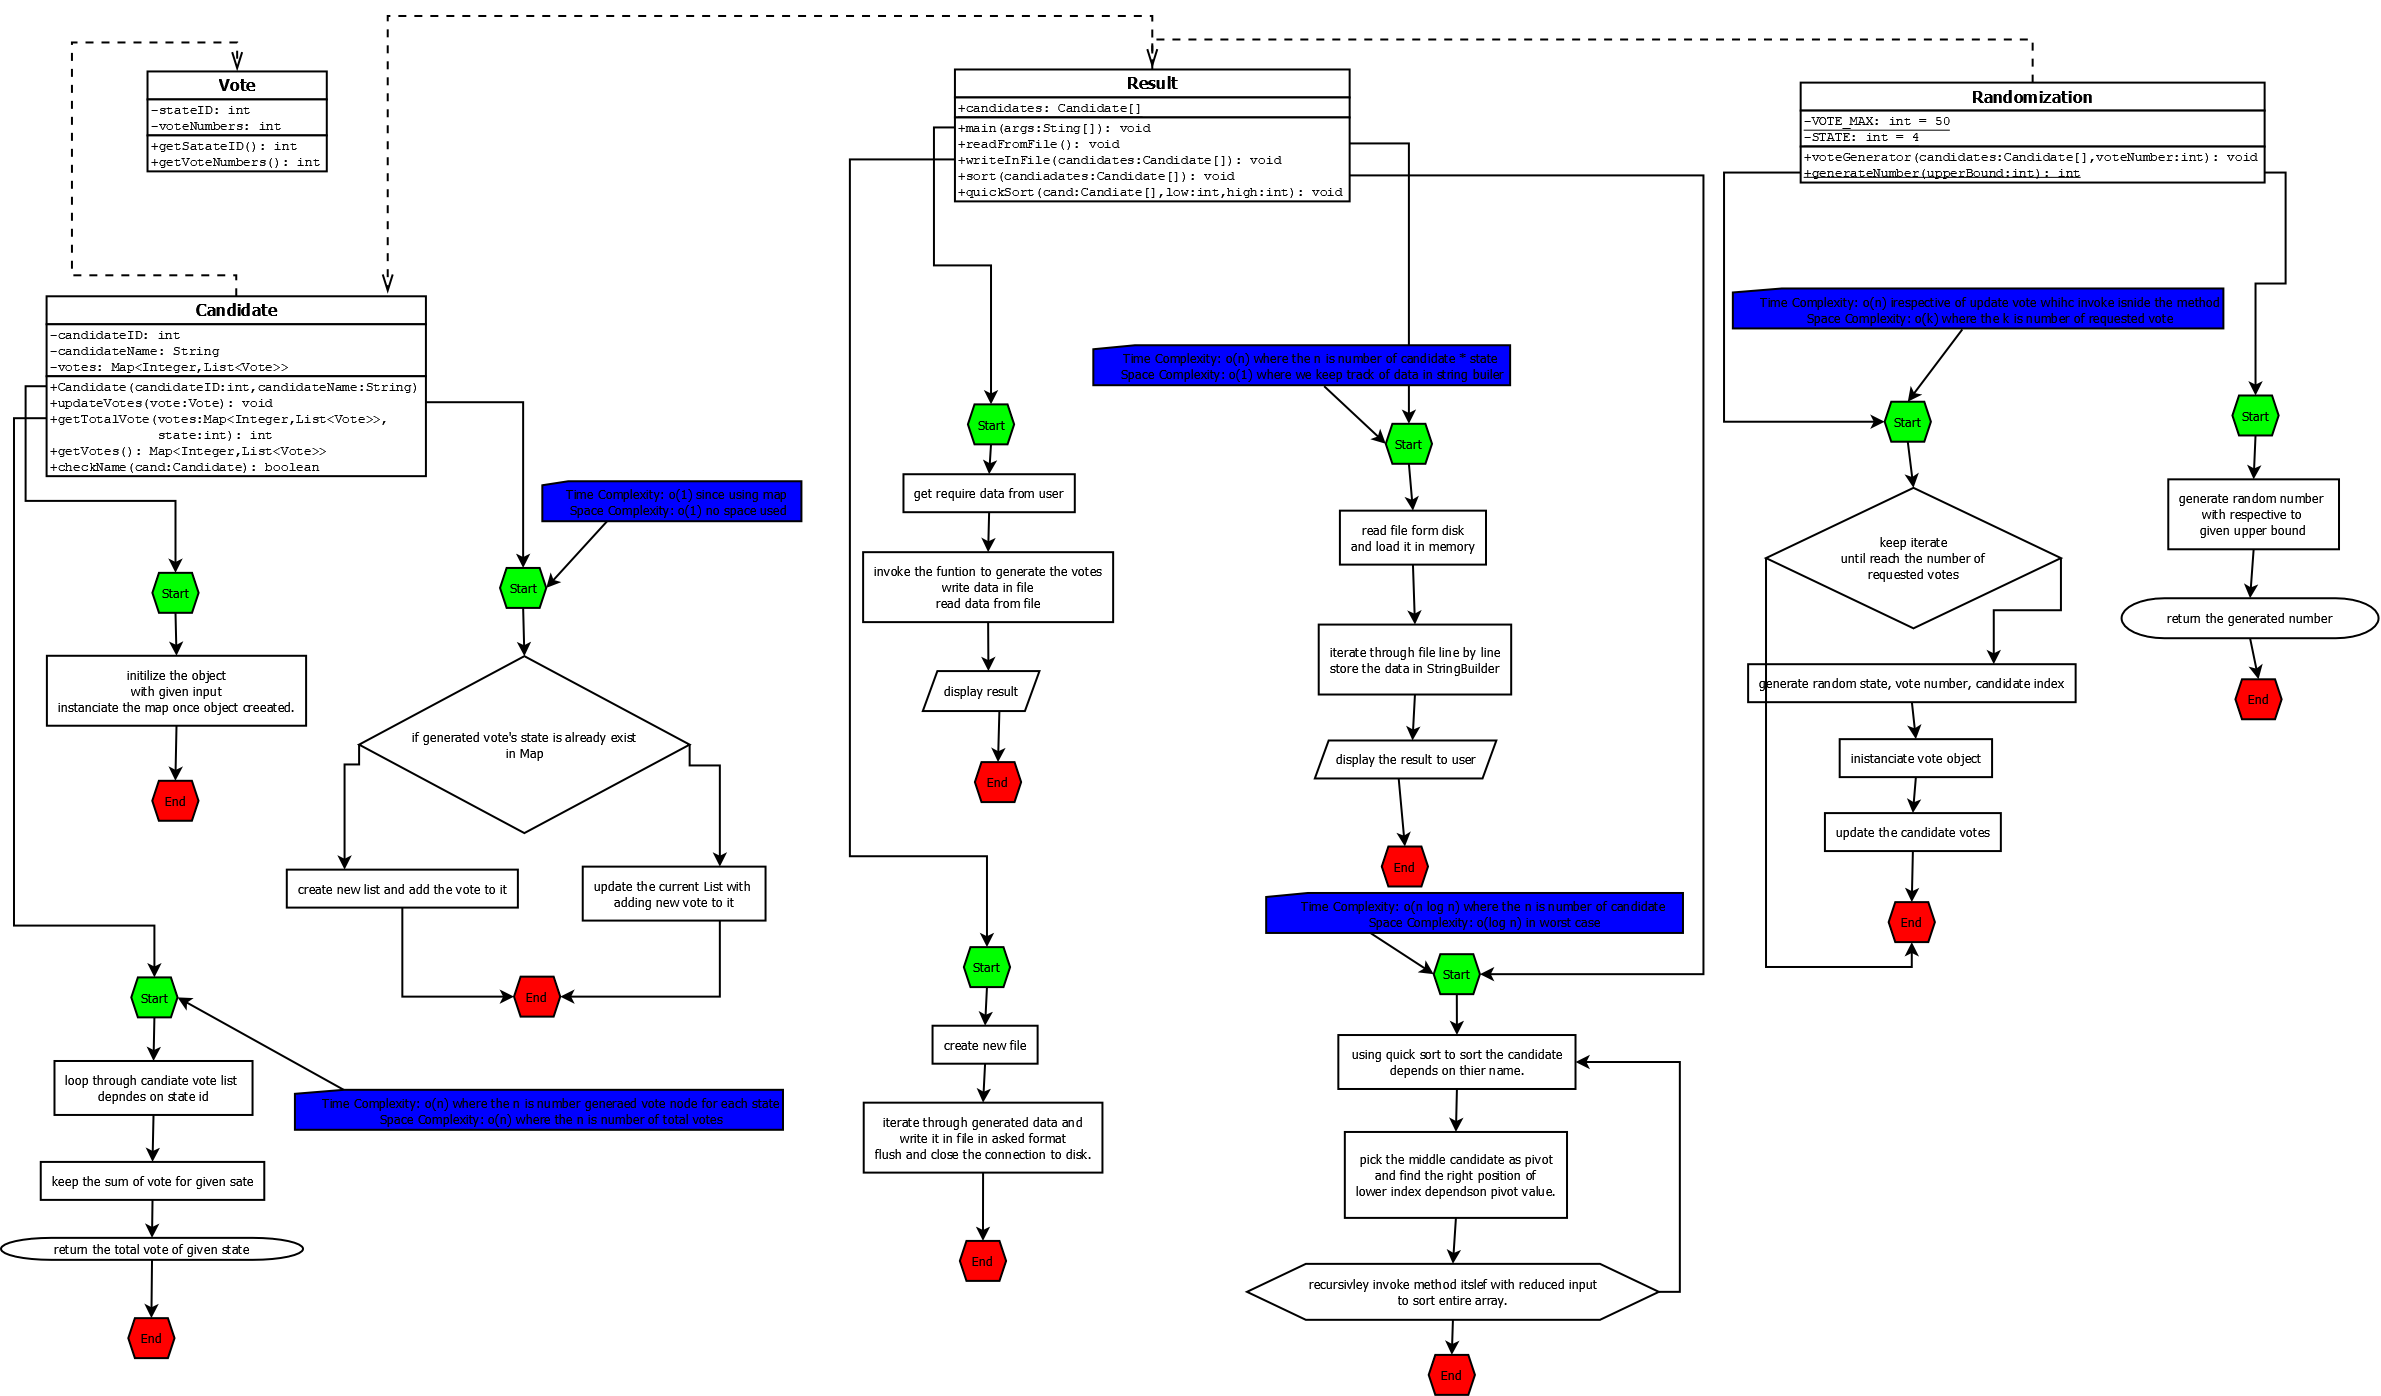 Vote
-stateID: int
-voteNumbers: int
+getSatateID(): int
+getVoteNumbers(): int
Candidate
-candidateID: int
-candidateName: String
-votes: Map<Integer,List<Vote>>
+Candidate(candidateID:int,candidateName:String)
+updateVotes(vote:Vote): void
+getTotalVote(votes:Map<Integer,List<Vote>>,
state:int): int
+getVotes(): Map<Integer,List<Vote>>
+checkName(cand:Candidate): boolean
Start
initilize the object
with given input
instanciate the map once object creeated.
End
Time Complexity: o(1) since using map
Space Complexity: o(1) no space used
Start
if generated vote's state is already exist
in Map
create new list and add the vote to it
update the current List with
adding new vote to it
End
Start
loop through candiate vote list
depndes on state id
Time Complexity: o(n) where the n is number generaed vote node for each state
Space Complexity: o(n) where the n is number of total votes
keep the sum of vote for given sate
return the total vote of given state
End
Result
+candidates: Candidate[]
+main(args:Sting[]): void
+readFromFile(): void
+writeInFile(candidates:Candidate[]): void
+sort(candiadates:Candidate[]): void
+quickSort(cand:Candiate[],low:int,high:int): void
Start
get require data from user
invoke the funtion to generate the votes
write data in file
read data from file
display result
End
Start
create new file
iterate through generated data and
write it in file in asked format
flush and close the connection to disk.
End
Time Complexity: o(n) where the n is number of candidate * state
Space Complexity: o(1) where we keep track of data in string builer
Start
read file form disk
and load it in memory
iterate through file line by line
store the data in StringBuilder
display the result to user
End
Time Complexity: o(n log n) where the n is number of candidate
Space Complexity: o(log n) in worst case
Start
using quick sort to sort the candidate
depends on thier name.
pick the middle candidate as pivot
and find the right position of
lower index dependson pivot value.
recursivley invoke method itslef with reduced input
to sort entire array.
End
Randomization
-VOTE_MAX: int = 50
-STATE: int = 4
+voteGenerator(candidates:Candidate[],voteNumber:int): void
+generateNumber(upperBound:int): int
Time Complexity: o(n) irespective of update vote whihc invoke isnide the method
Space Complexity: o(k) where the k is number of requested vote
Start
keep iterate
until reach the number of
requested votes
generate random state, vote number, candidate index
inistanciate vote object
update the candidate votes
End
Start
generate random number
with respective to
given upper bound
return the generated number
End